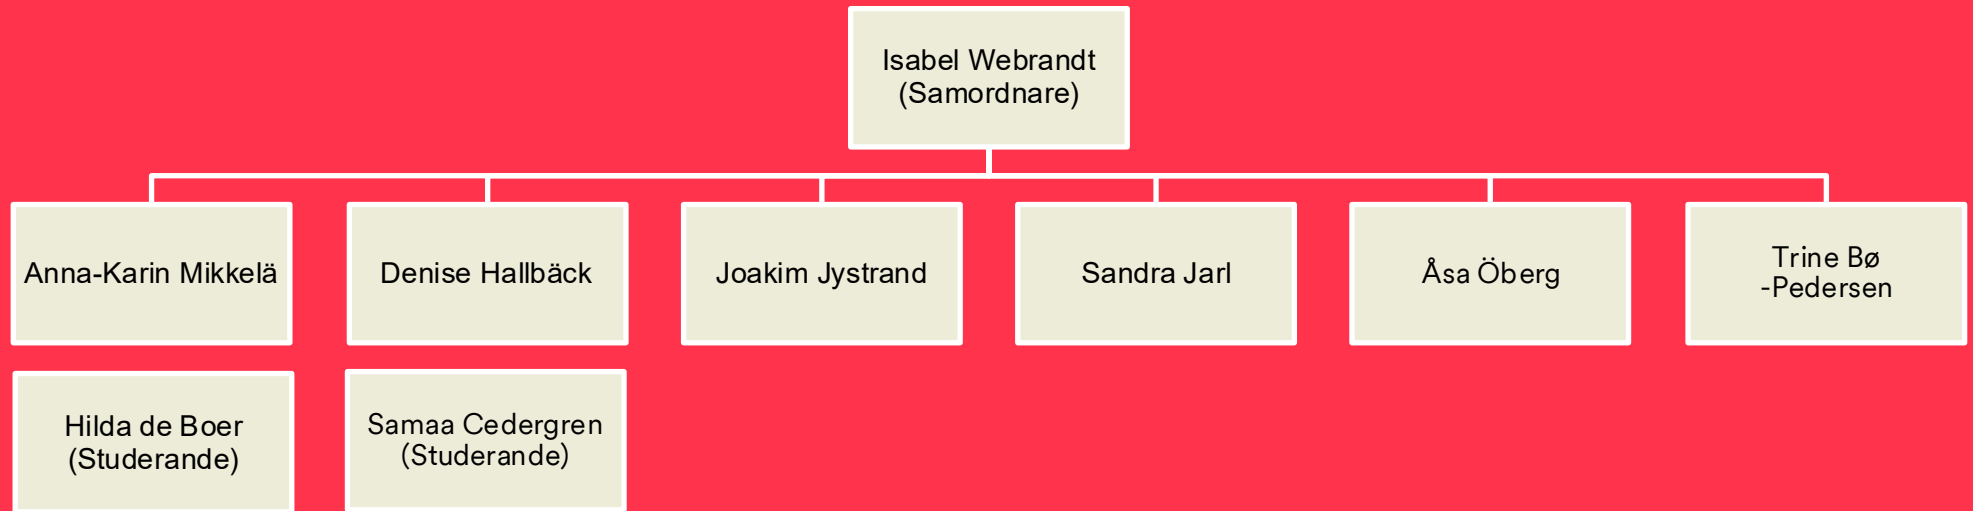 Isabel Webrandt
(Samordnare)
Anna-Karin Mikkelä
Denise Hallbäck
Joakim Jystrand
Sandra Jarl
Åsa Öberg
Trine Bø
-Pedersen
Hilda de Boer
(Studerande)
Samaa Cedergren
(Studerande)